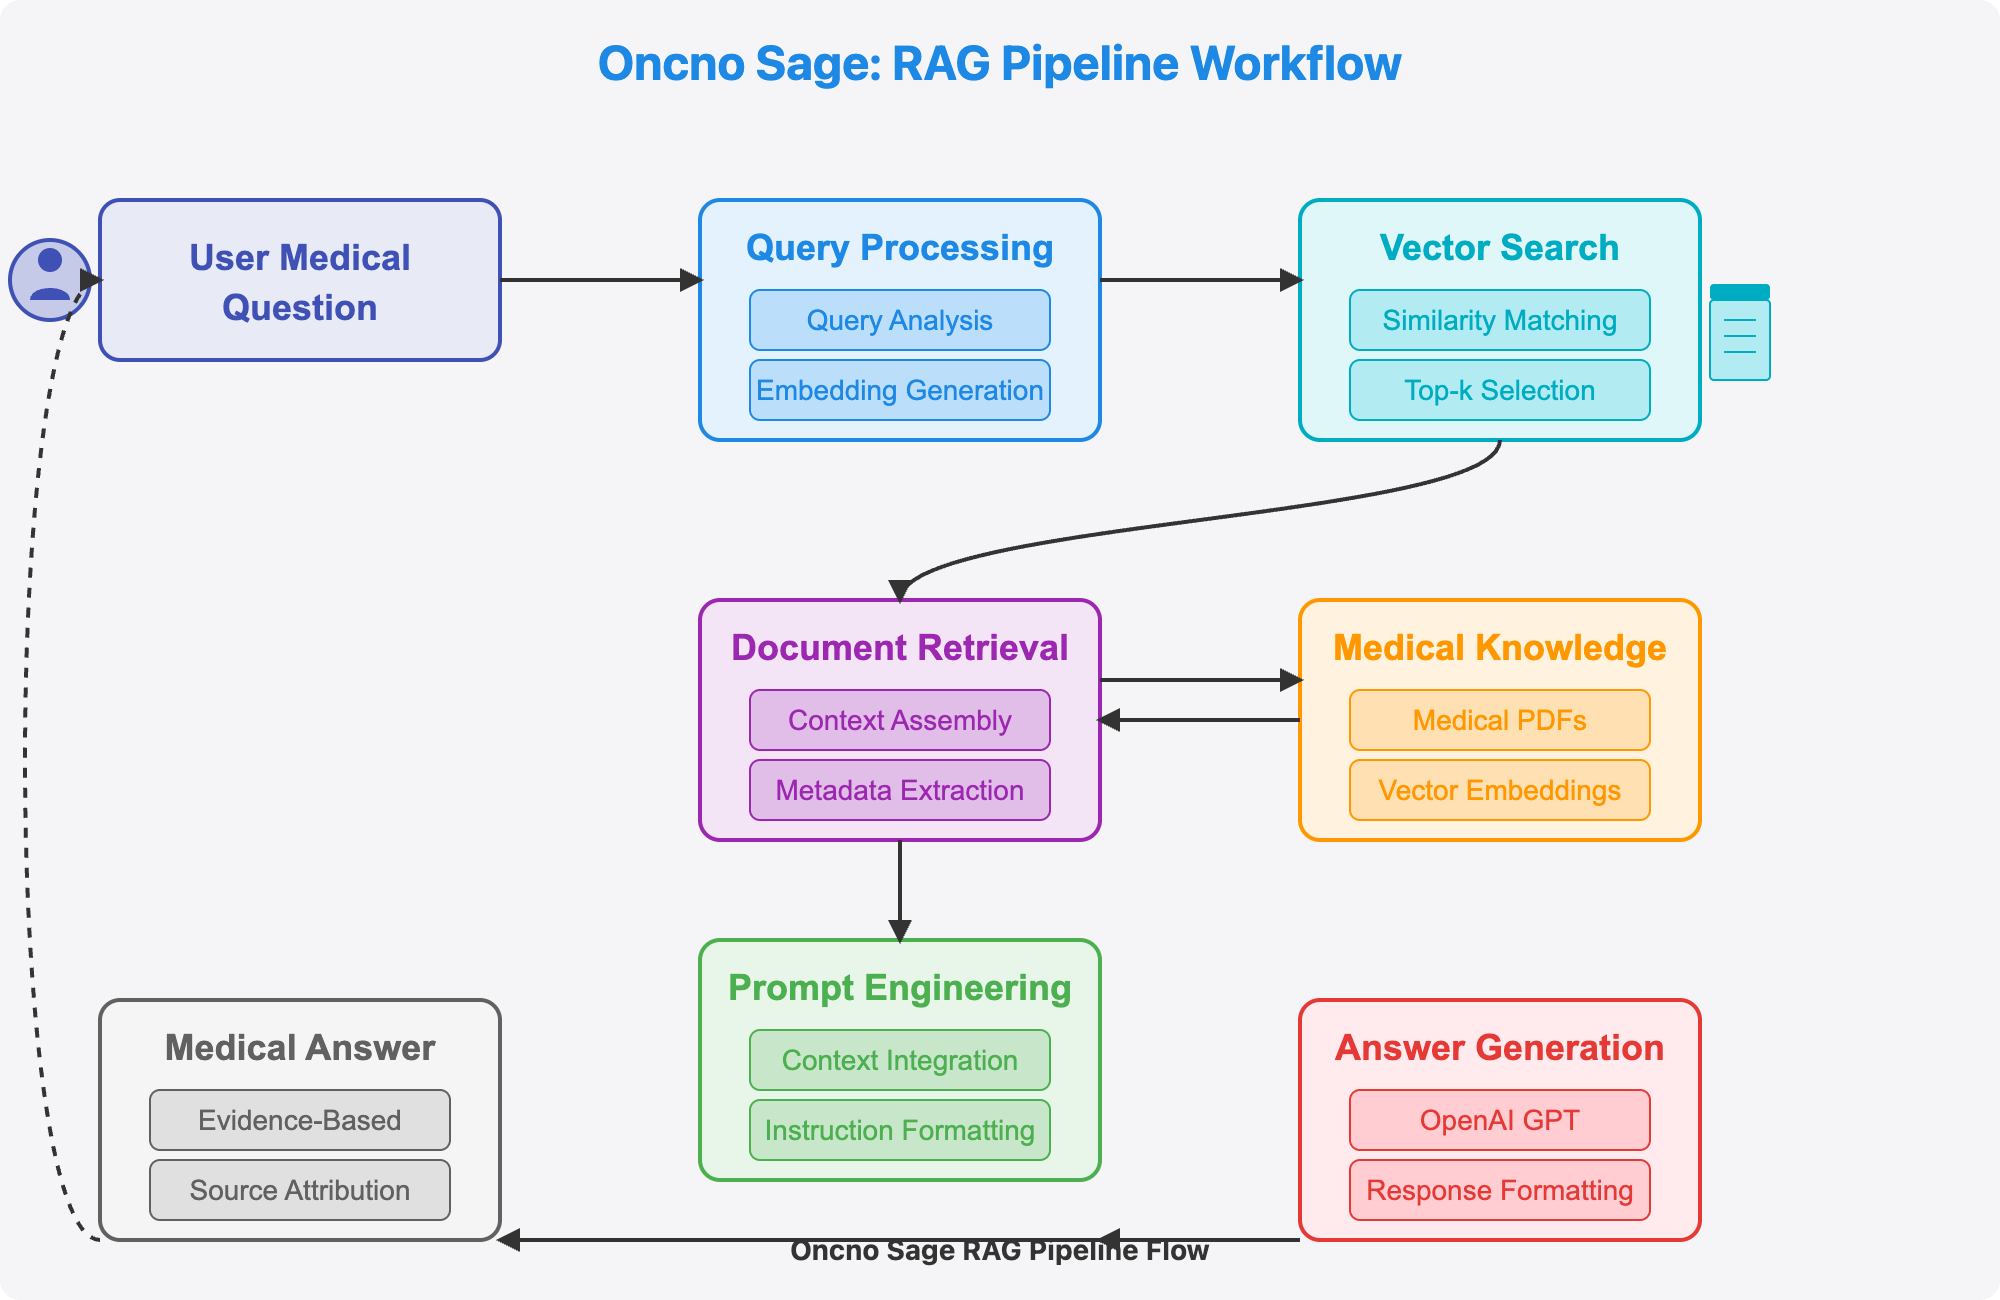 Oncno Sage: RAG Pipeline Workflow
User Medical
Question
Query Processing
Query Analysis
Embedding Generation
Vector Search
Similarity Matching
Top-k Selection
Document Retrieval
Context Assembly
Metadata Extraction
Medical Knowledge
Medical PDFs
Vector Embeddings
Prompt Engineering
Context Integration
Instruction Formatting
Medical Answer
Evidence-Based
Source Attribution
Answer Generation
OpenAI GPT
Response Formatting
Oncno Sage RAG Pipeline Flow